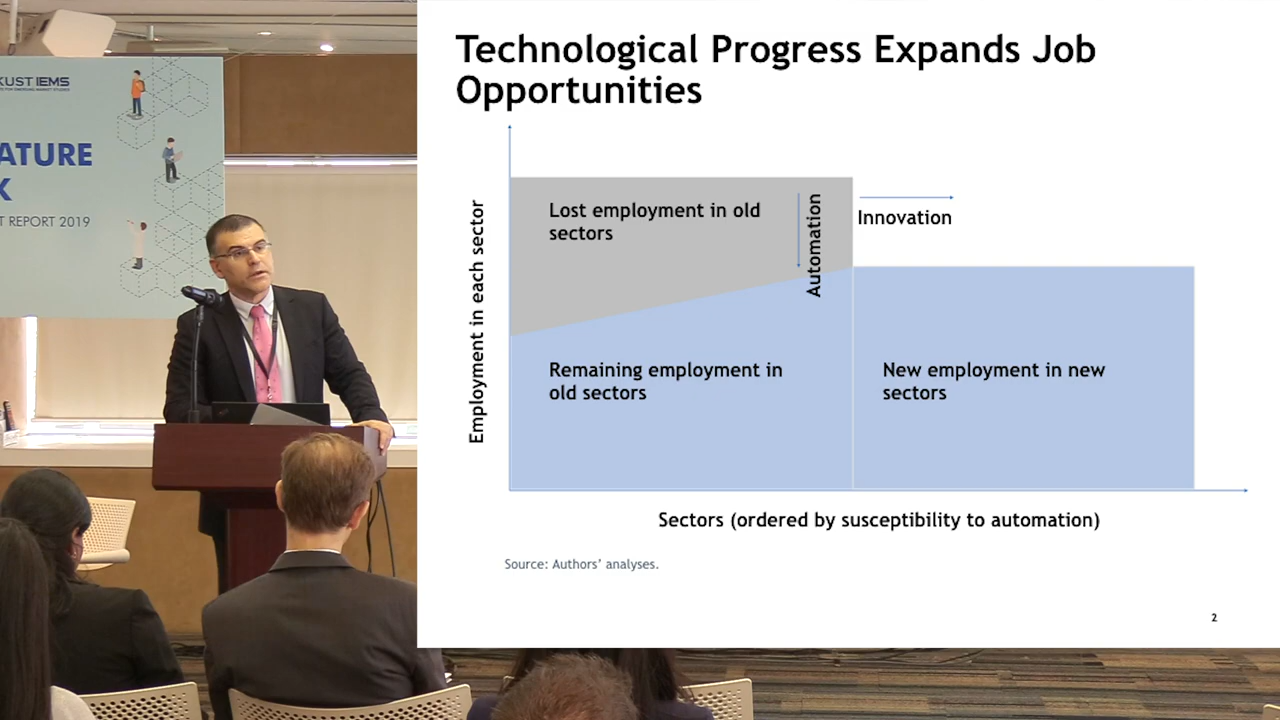 KUST IEMS
ATURE
K
T REPORT 2019
Technological Progress Expands Job
Opportunities
Employment in each sector
Lost employment in old
sectors
Automation
Innovation
Remaining employment in
old sectors
New employment in new
sectors
Sectors (ordered by susceptibility to automation)
Source: Authors’ analyses.
2